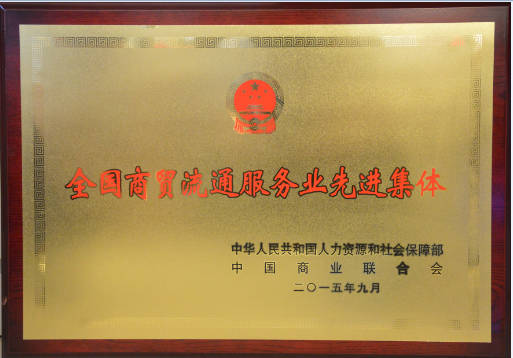 全国商贸流通服务业先进集体
中华人民共和国人力资源和社会保障部
中国商业联合会
二〇一五年九月